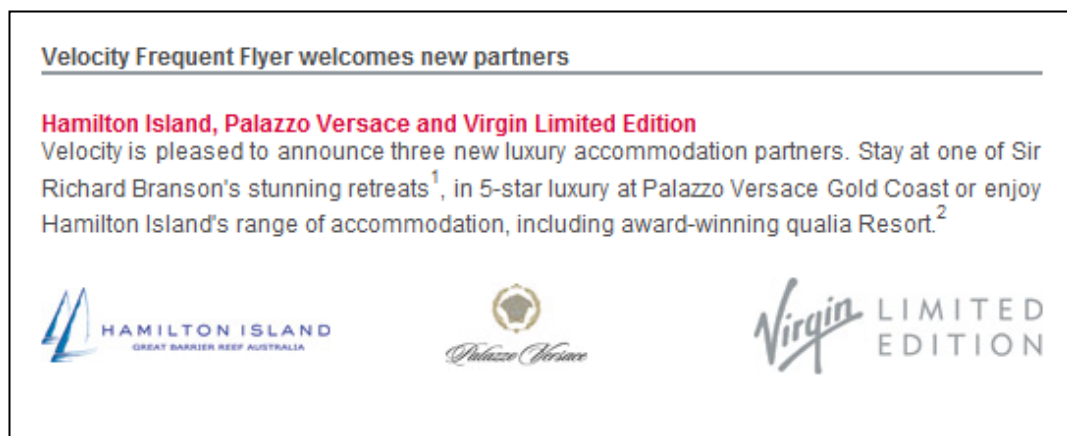 Velocity Frequent Flyer welcomes new partners
Hamilton Island, Palazzo Versace and Virgin Limited Edition
Velocity is pleased to announce three new luxury accommodation partners. Stay at one of Sir
Richard Branson's stunning retreats¹, in 5-star luxury at Palazzo Versace Gold Coast or enjoy
Hamilton Island's range of accommodation, including award-winning qualia Resort.²
HAMILTON ISLAND
GREAT BARRIER REEF AUSTRALIA
Palazzo Versace
Virgin LIMITED
EDITION